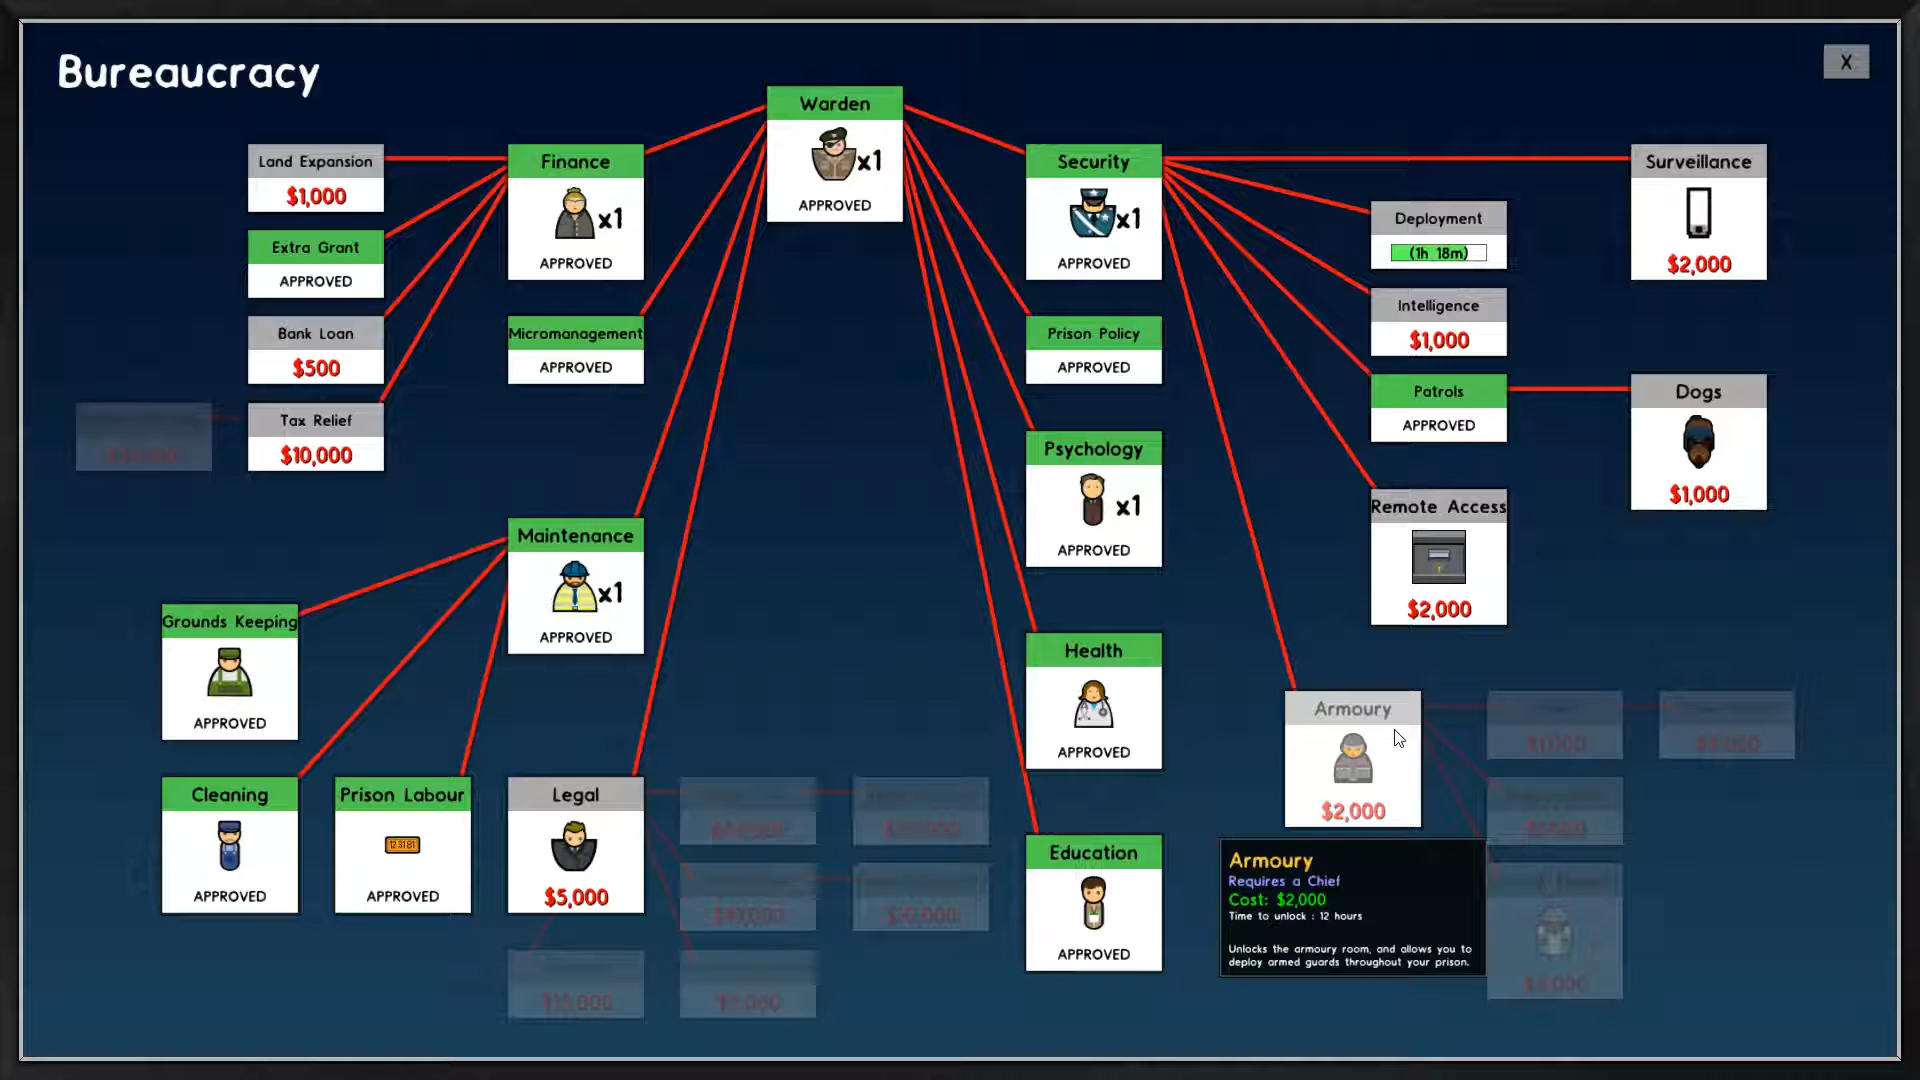 Bureaucracy
X
Warden
x1
APPROVED
Land Expansion
$1,000
Finance
x1
APPROVED
Security
x1
APPROVED
Surveillance
$2,000
Extra Grant
APPROVED
Deployment
(1h 18m)
Bank Loan
$500
Micromanagement
APPROVED
Prison Policy
APPROVED
Intelligence
$1,000
Tax Relief
$10,000
Patrols
APPROVED
Dogs
$1,000
Psychology
x1
APPROVED
Remote Access
$2,000
Maintenance
x1
APPROVED
Grounds Keeping
APPROVED
Health
APPROVED
Armoury
$2,000
Cleaning
APPROVED
Prison Labour
APPROVED
Legal
$5,000
Education
APPROVED
Armoury
Requires a Chief
Cost: $2,000
Time to unlock : 12 hours
Unlocks the armoury room, and allows you to
deploy armed guards throughout your prison.